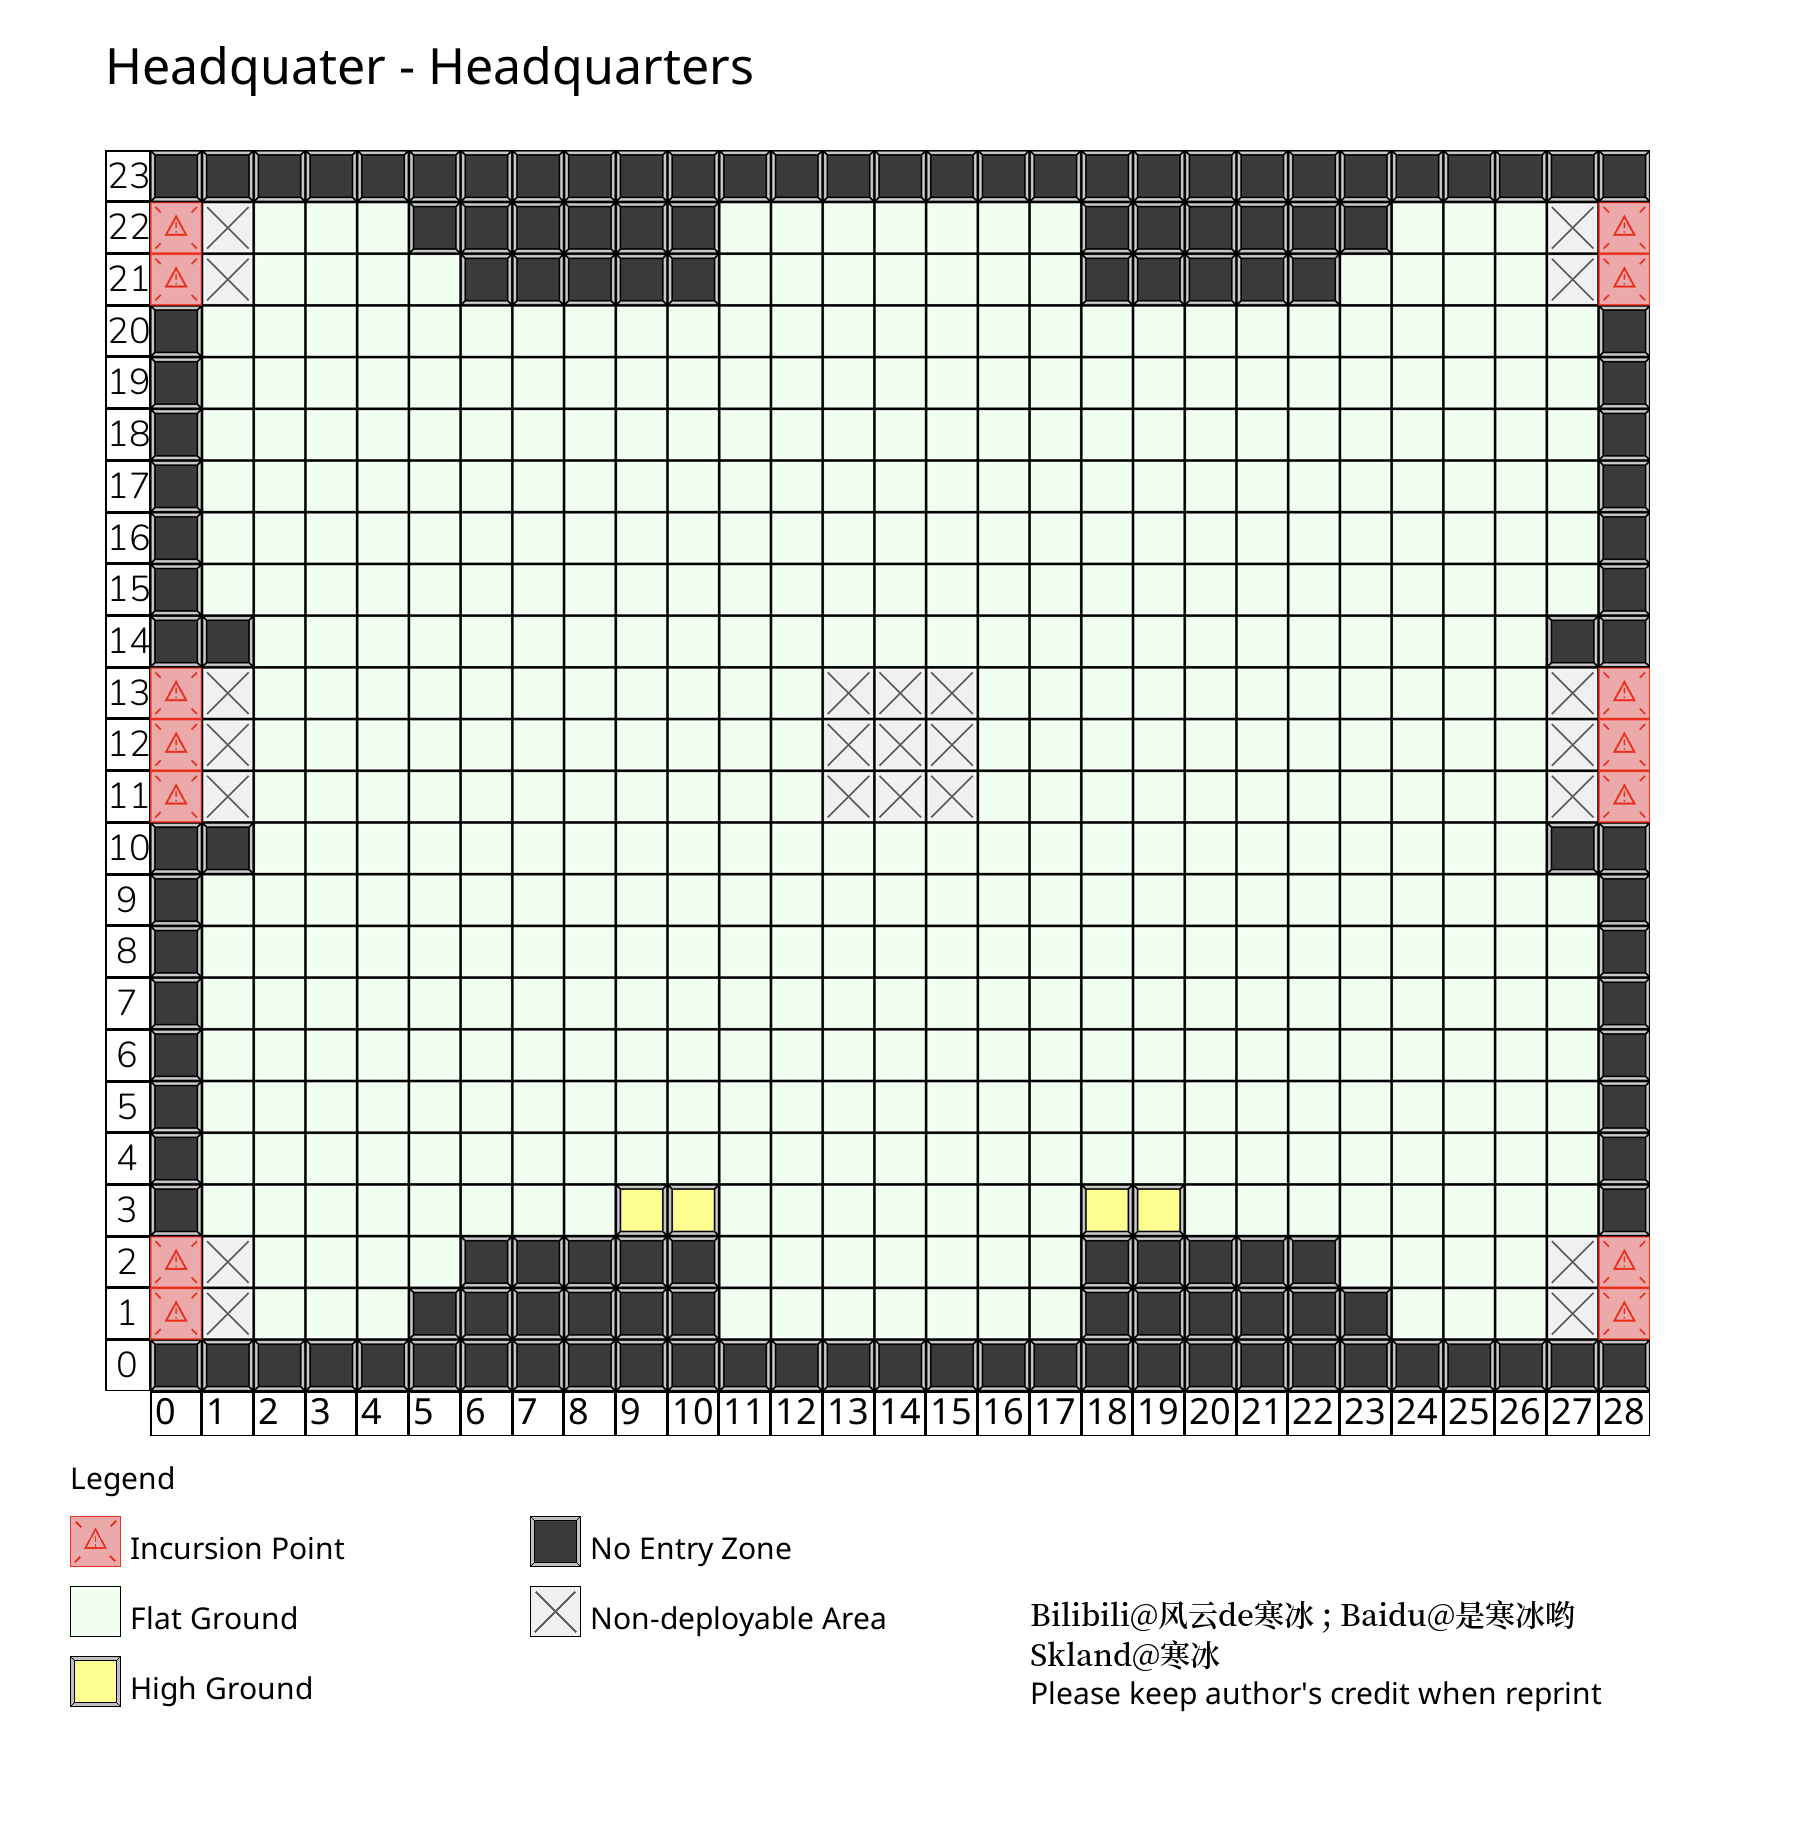 Headquater - Headquarters
23
22
21
20
19
18
17
16
15
14
13
12
11
10
9
8
7
6
5
4
3
2
1
0
0 1 2 3 4 5 6 7 8 9 10 11 12 13 14 15 16 17 18 19 20 21 22 23 24 25 26 27 28
Legend
Incursion Point
No Entry Zone
Flat Ground
Non-deployable Area
High Ground
Bilibili@风云de寒冰 ; Baidu@是寒冰哟
Skland@寒冰
Please keep author's credit when reprint